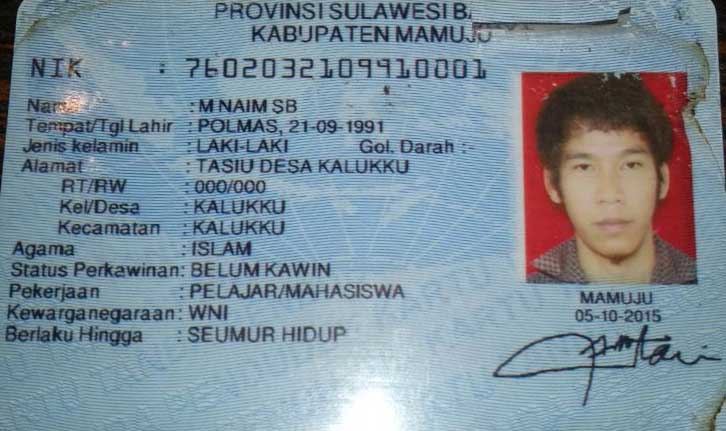 PROVINSI SULAWESI
KABUPATEN MAMUJU
NIK : 7602032109910001
Nama : M NAIM SB
Tempat/Tgl Lahir : POLMAS, 21-09-1991
Jenis kelamin : LAKI-LAKI Gol. Darah :-
Alamat : TASIU DESA KALUKKU
RT/RW : 000/000
Kel/Desa : KALUKKU
Kecamatan : KALUKKU
Agama : ISLAM
Status Perkawinan: BELUM KAWIN
Pekerjaan : PELAJAR/MAHASISWA
Kewarganegaraan: WNI
Berlaku Hingga : SEUMUR HIDUP
MAMUJU
05-10-2015